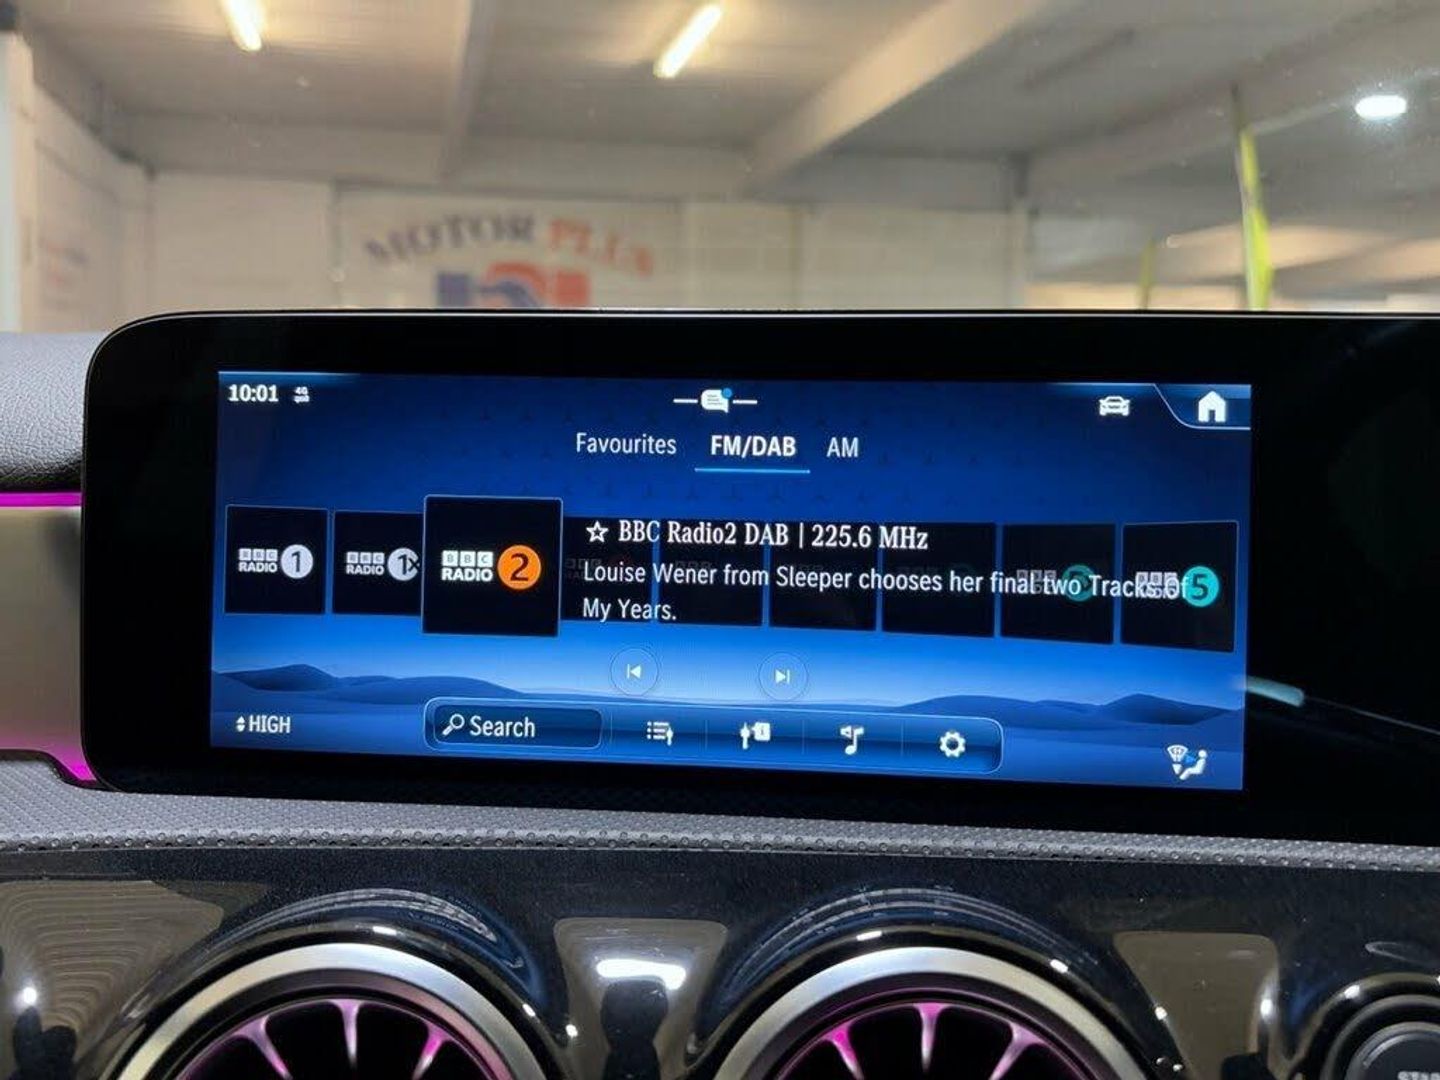 MOTOR PLUS
10:01 4G
Favourites FM/DAB AM
BBC RADIO 1
BBC RADIO 1X
BBC RADIO 2
BBC Radio2 DAB | 225.6 MHz
Louise Wener from Sleeper chooses her final two Tracks Of
My Years.
5
HIGH
Search